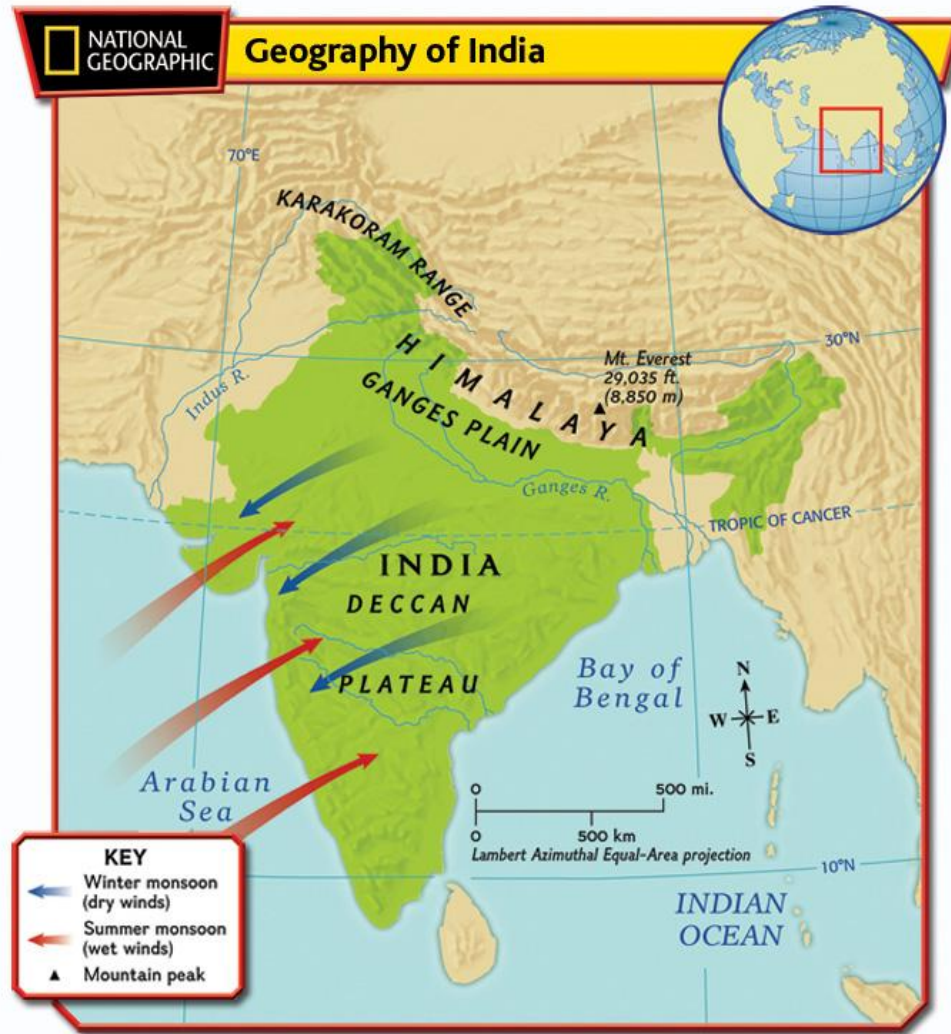 NATIONAL
GEOGRAPHIC
Geography of India
70°E
KARAKORAM RANGE
30°N
HIMALAYA
Mt. Everest
29,035 ft.
(8,850 m)
Indus R.
GANGES PLAIN
Ganges R.
TROPIC OF CANCER
INDIA
DECCAN
PLATEAU
Bay of
Bengal
N
W E
S
Arabian
Sea
0 500 mi.
0 500 km
Lambert Azimuthal Equal-Area projection
10°N
INDIAN
OCEAN
KEY
Winter monsoon
(dry winds)
Summer monsoon
(wet winds)
Mountain peak